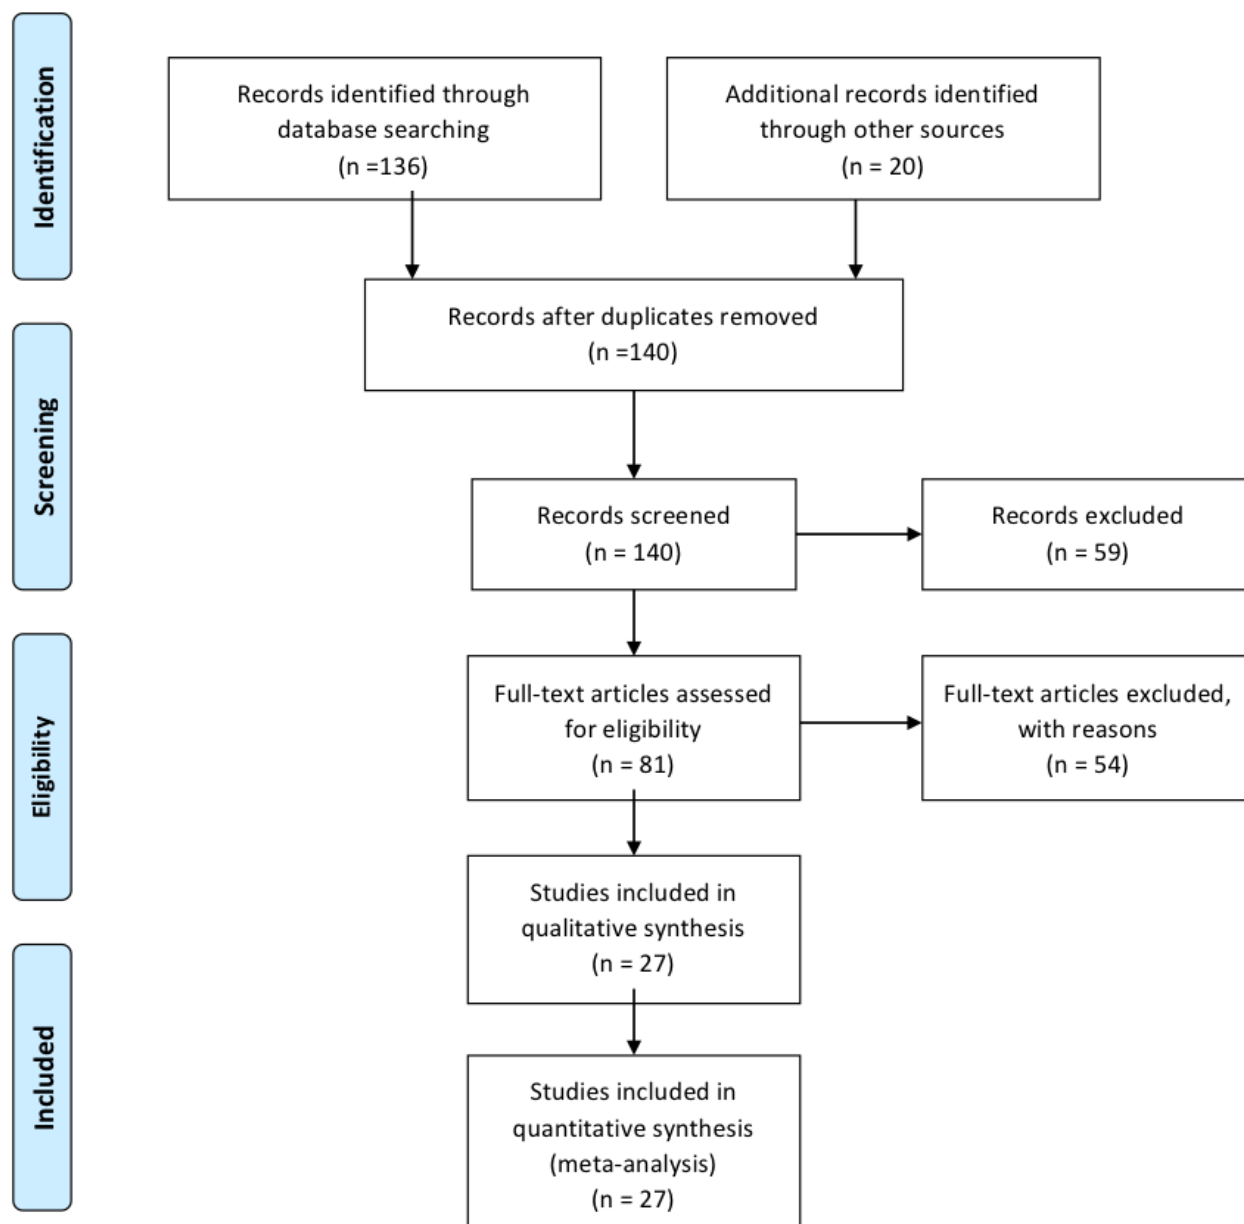 Identification
Records identified through
database searching
(n =136)
Additional records identified
through other sources
(n = 20)
Records after duplicates removed
(n =140)
Screening
Records screened
(n = 140)
Records excluded
(n = 59)
Eligibility
Full-text articles assessed
for eligibility
(n = 81)
Full-text articles excluded,
with reasons
(n = 54)
Studies included in
qualitative synthesis
(n = 27)
Included
Studies included in
quantitative synthesis
(meta-analysis)
(n = 27)